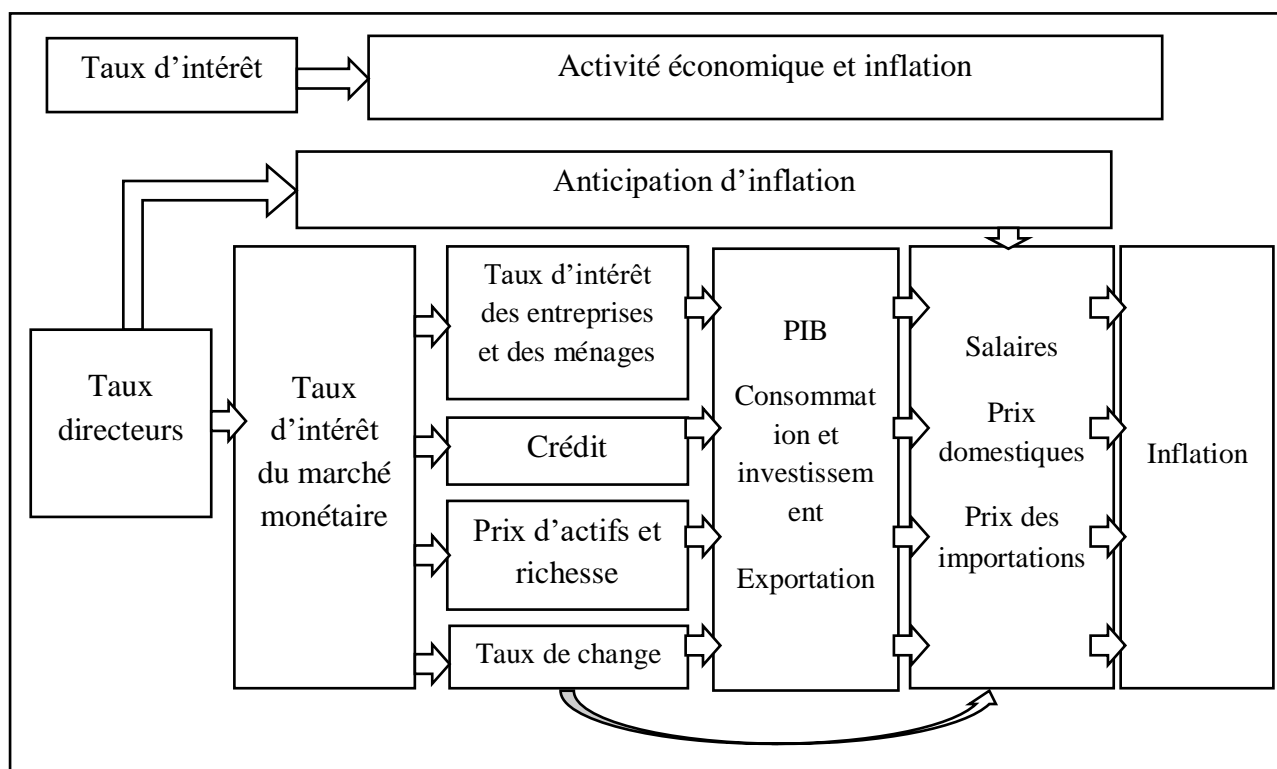 Taux d'intérêt
Activité économique et inflation
Anticipation d'inflation
Taux
directeurs
Taux
d'intérêt
du marché
monétaire
Taux d'intérêt
des entreprises
et des ménages
Crédit
Prix d'actifs et
richesse
Taux de change
PIB
Consommat
ion et
investissem
ent
Exportation
Salaires
Prix
domestiques
Prix des
importations
Inflation